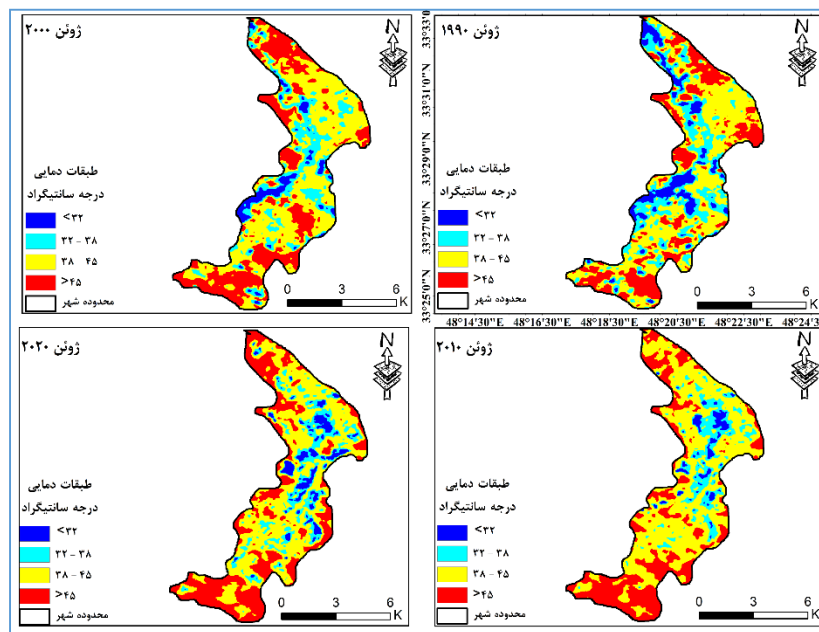 ژوئن ۱۹۹۰
N
طبقات دمایی
درجه سانتیگراد
<۳۲
۳۲ - ۳۸
۳۸ - ۴۵
>۴۵
محدوده شهر
0 3 6
K
33°33'0
33°31'0"N
33°29'0"N
33°27'0"N
33°25'0"N
48°14'30"E 48°16'30"E 48°18'30"E 48°20'30"E 48°22'30"E 48°24'3
ژوئن ۲۰۰۰
N
طبقات دمایی
درجه سانتیگراد
<۳۲
۳۲ - ۳۸
۳۸ - ۴۵
>۴۵
محدوده شهر
0 3 6
K
ژوئن ۲۰۱۰
N
طبقات دمایی
درجه سانتیگراد
<۳۲
۳۲ - ۳۸
۳۸ - ۴۵
>۴۵
محدوده شهر
0 3 6
K
ژوئن ۲۰۲۰
N
طبقات دمایی
درجه سانتیگراد
<۳۲
۳۲ - ۳۸
۳۸ - ۴۵
>۴۵
محدوده شهر
0 3 6
K